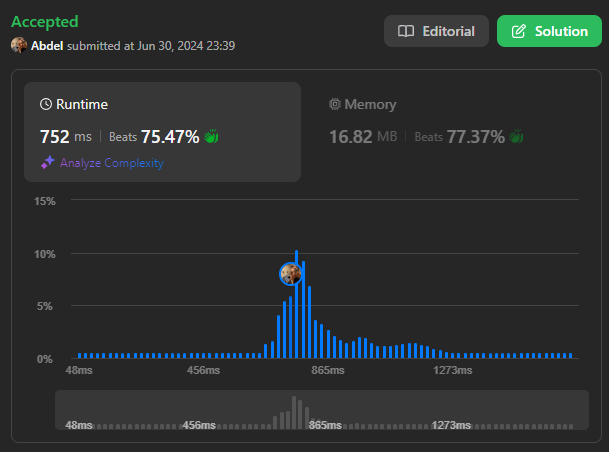 Accepted
Abdel submitted at Jun 30, 2024 23:39
Editorial
Solution
Runtime
752 ms | Beats 75.47%
Analyze Complexity
Memory
16.82 MB | Beats 77.37%
15%
10%
5%
0%
48ms 456ms 865ms 1273ms
48ms 456ms 865ms 1273ms